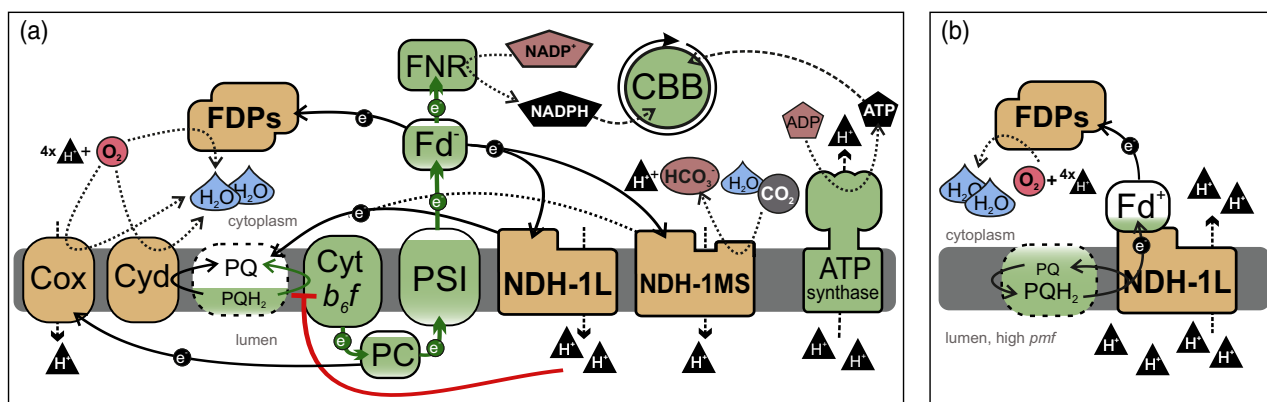 (a)
(b)
FNR
NADP⁺
NADPH
CBB
ATP
ADP
H⁺
FDPs
e⁻
Fd⁻
e⁻
e⁻
4x H⁺ + O₂
H₂O
H₂O
H⁺ + HCO₃⁻
H₂O
CO₂
cytoplasm
e⁻
e⁻
Cox
Cyd
PQ
PQH₂
Cyt
b₆f
PSI
NDH-1L
NDH-1MS
ATP
synthase
lumen
e⁻
PC
e⁻
e⁻
H⁺
H⁺
H⁺
H⁺
H⁺
H⁺
FDPs
e⁻
H₂O
H₂O
O₂ + 4x H⁺
Fd⁺
H⁺
H⁺
cytoplasm
e⁻
PQ
PQH₂
NDH-1L
lumen, high pmf
H⁺
H⁺
H⁺
H⁺
H⁺